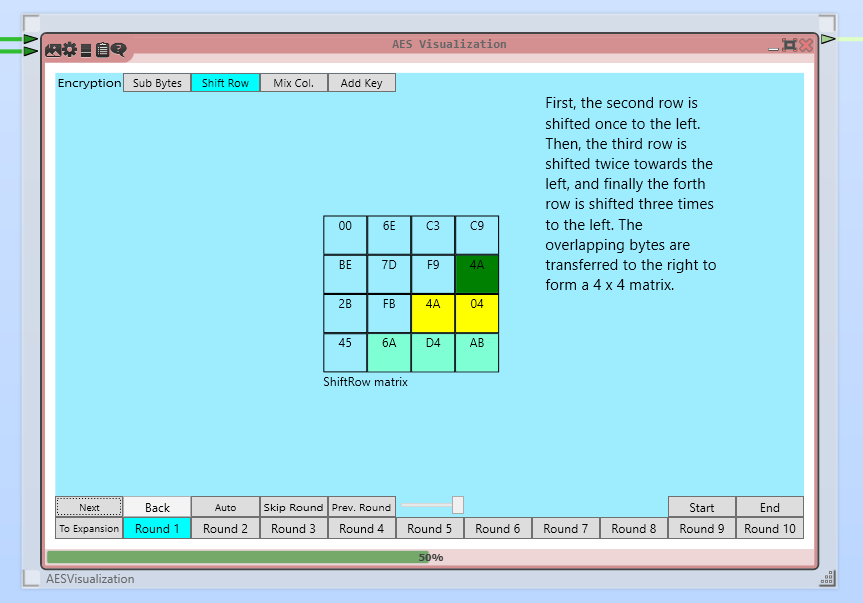 AES Visualization
Encryption Sub Bytes Shift Row Mix Col. Add Key
First, the second row is
shifted once to the left.
Then, the third row is
shifted twice towards the
left, and finally the forth
row is shifted three times
to the left. The
overlapping bytes are
transferred to the right to
form a 4 x 4 matrix.
00 6E C3 C9
BE 7D F9 4A
2B FB 4A 04
45 6A D4 AB
ShiftRow matrix
Next Back Auto Skip Round Prev. Round Start End
To Expansion Round 1 Round 2 Round 3 Round 4 Round 5 Round 6 Round 7 Round 8 Round 9 Round 10
50%
AESVisualization